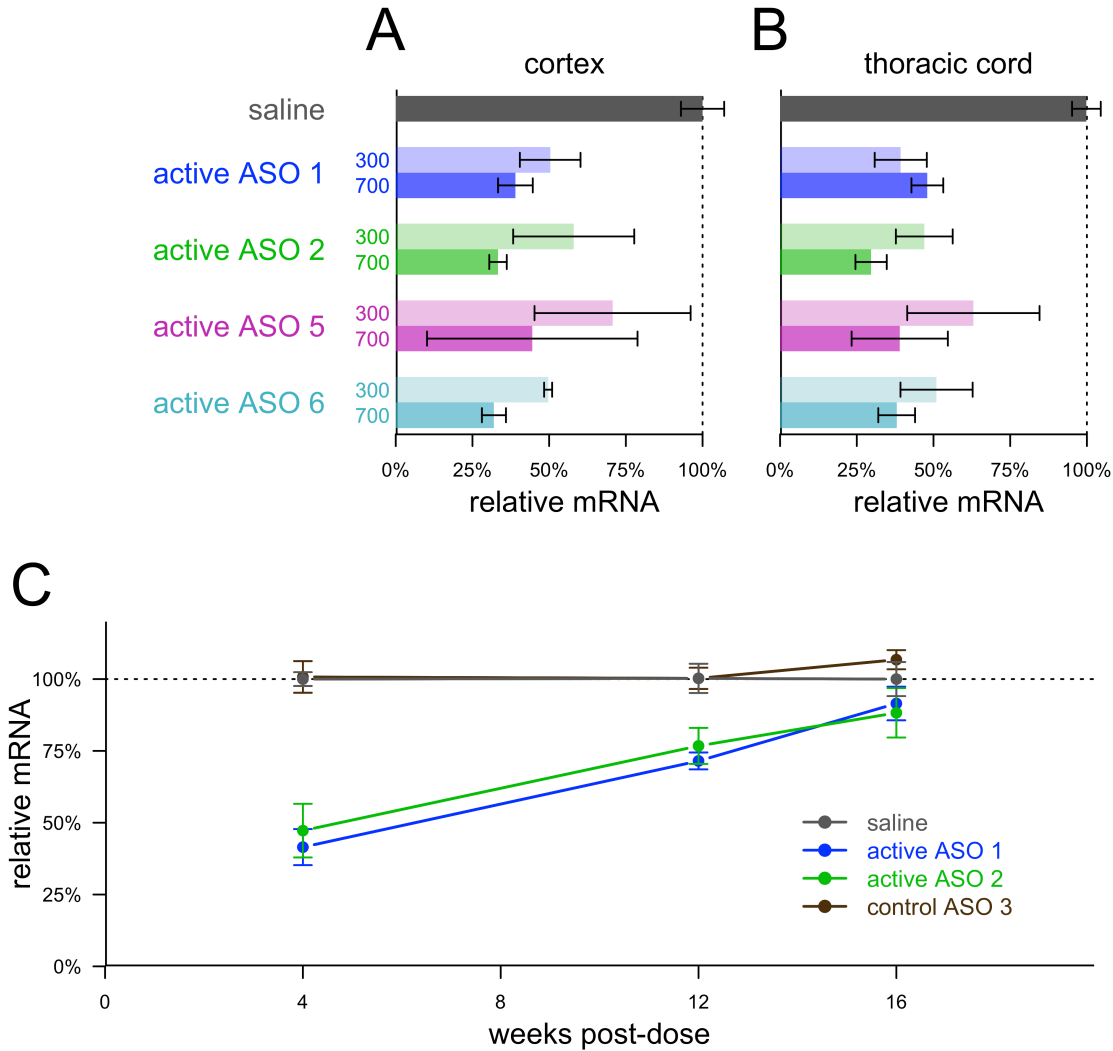 A
B
cortex
thoracic cord
saline
active ASO 1
300
700
active ASO 2
300
700
active ASO 5
300
700
active ASO 6
300
700
0% 25% 50% 75% 100%
relative mRNA
0% 25% 50% 75% 100%
relative mRNA
C
relative mRNA
100%
75%
50%
25%
0%
saline
active ASO 1
active ASO 2
control ASO 3
0 4 8 12 16
weeks post-dose